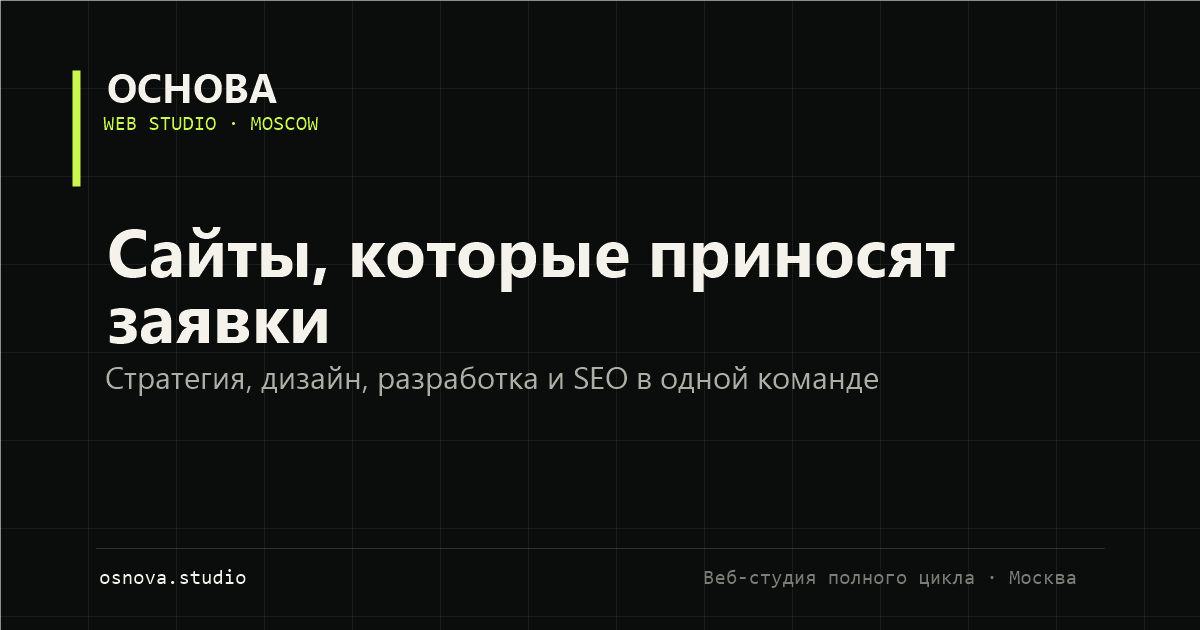 ОСНОВА
WEB STUDIO · MOSCOW
Сайты, которые приносят
заявки
Стратегия, дизайн, разработка и SEO в одной команде
osnova.studio
Веб-студия полного цикла · Москва